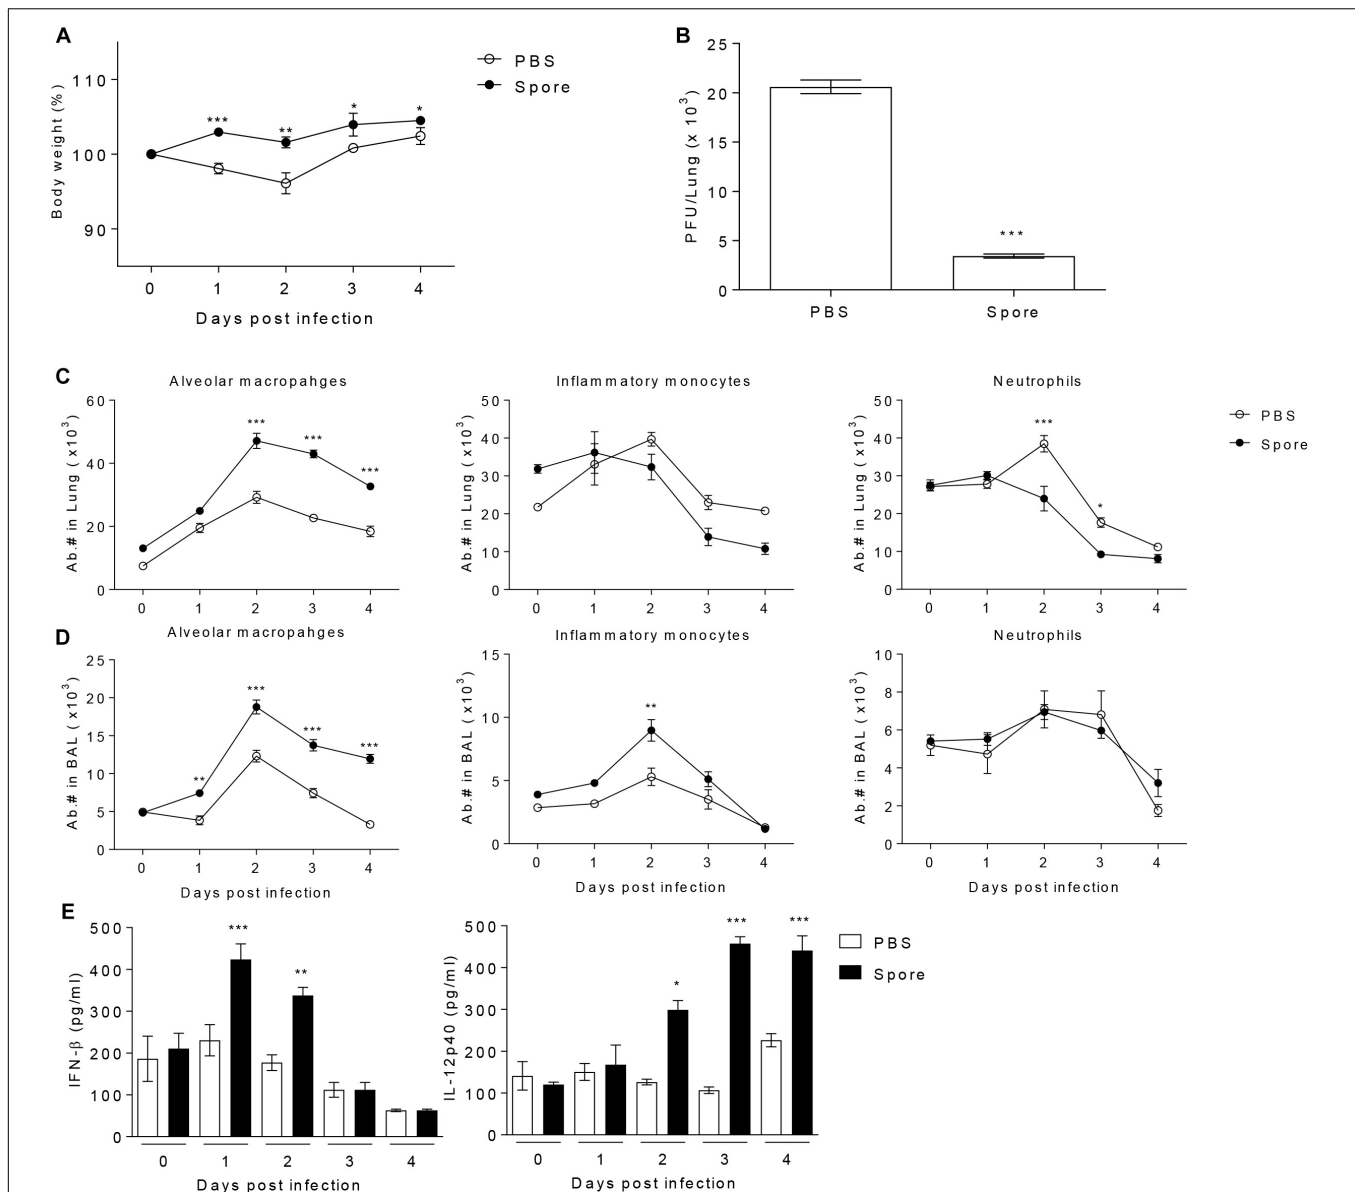 A
PBS
Spore
Body weight (%)
110
100
90
***
**
*
*
0 1 2 3 4
Days post infection
B
PFU/Lung (x 10³)
25
20
15
10
5
0
***
PBS Spore
C
Alveolar macropahges
Ab.# in Lung (x10³)
60
40
20
0
***
***
***
0 1 2 3 4
Inflammatory monocytes
Ab.# in Lung (x10³)
50
40
30
20
10
0
0 1 2 3 4
Neutrophils
Ab.# in Lung (x10³)
50
40
30
20
10
0
***
*
0 1 2 3 4
PBS
Spore
D
Alveolar macropahges
Ab.# in BAL (x10³)
25
20
15
10
5
0
**
***
***
***
0 1 2 3 4
Days post infection
Inflammatory monocytes
Ab.# in BAL (x10³)
15
10
5
0
**
0 1 2 3 4
Days post infection
Neutrophils
Ab.# in BAL (x10³)
10
8
6
4
2
0
0 1 2 3 4
Days post infection
E
IFN-β (pg/ml)
500
400
300
200
100
0
***
**
0 1 2 3 4
Days post infection
IL-12p40 (pg/ml)
500
400
300
200
100
0
*
***
***
0 1 2 3 4
Days post infection
PBS
Spore